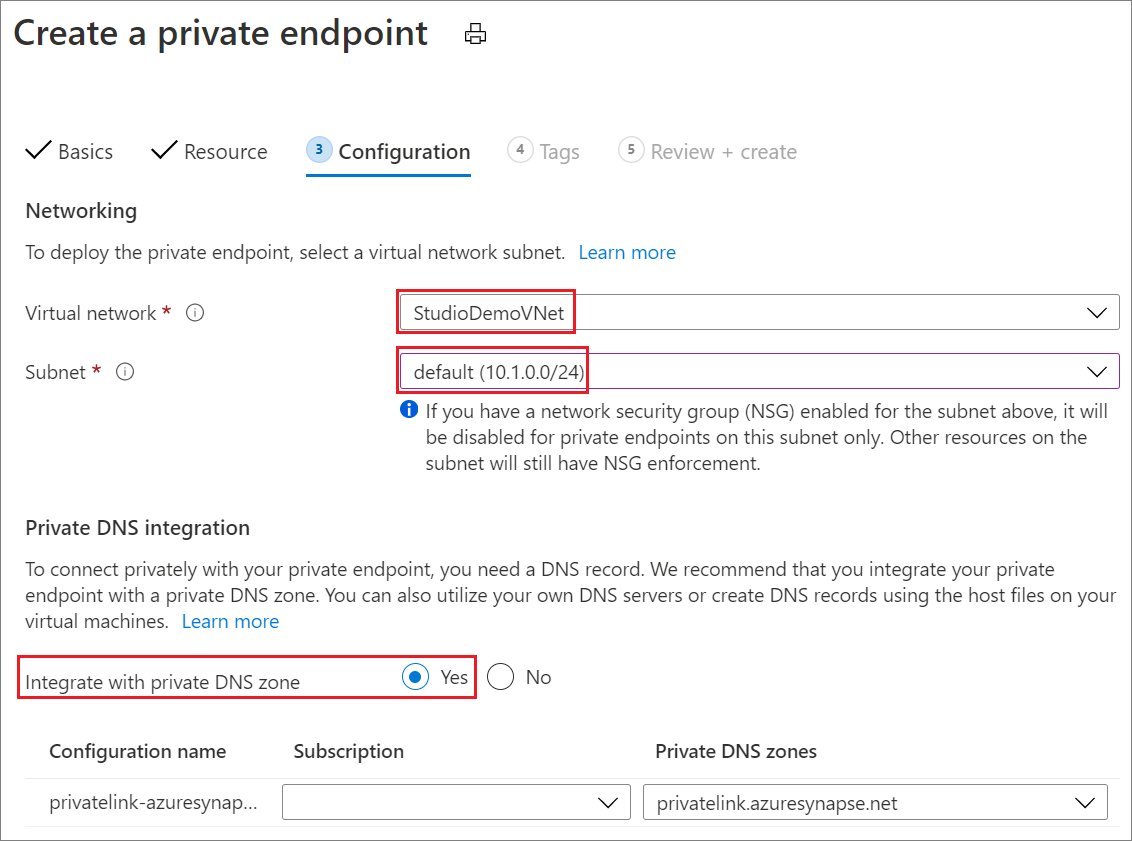 Create a private endpoint
Basics
Resource
3 Configuration
4 Tags
5 Review + create
Networking
To deploy the private endpoint, select a virtual network subnet. Learn more
Virtual network *
StudioDemoVNet
Subnet *
default (10.1.0.0/24)
If you have a network security group (NSG) enabled for the subnet above, it will
be disabled for private endpoints on this subnet only. Other resources on the
subnet will still have NSG enforcement.
Private DNS integration
To connect privately with your private endpoint, you need a DNS record. We recommend that you integrate your private
endpoint with a private DNS zone. You can also utilize your own DNS servers or create DNS records using the host files on your
virtual machines. Learn more
Integrate with private DNS zone
Yes
No
Configuration name
Subscription
Private DNS zones
privatelink-azuresynap...
privatelink.azuresynapse.net